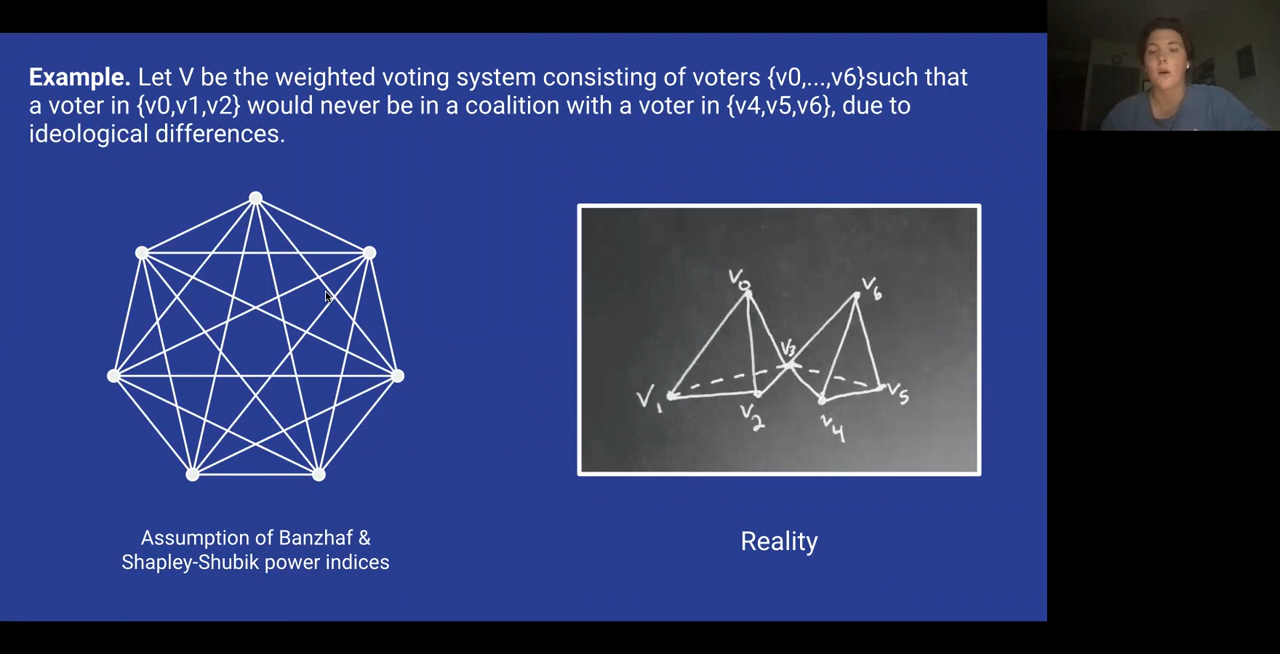 Example. Let V be the weighted voting system consisting of voters {v0,...,v6}such that
a voter in {v0,v1,v2} would never be in a coalition with a voter in {v4,v5,v6}, due to
ideological differences.
V0
V6
V3
V1
V2
V4
V5
Assumption of Banzhaf &
Shapley-Shubik power indices
Reality